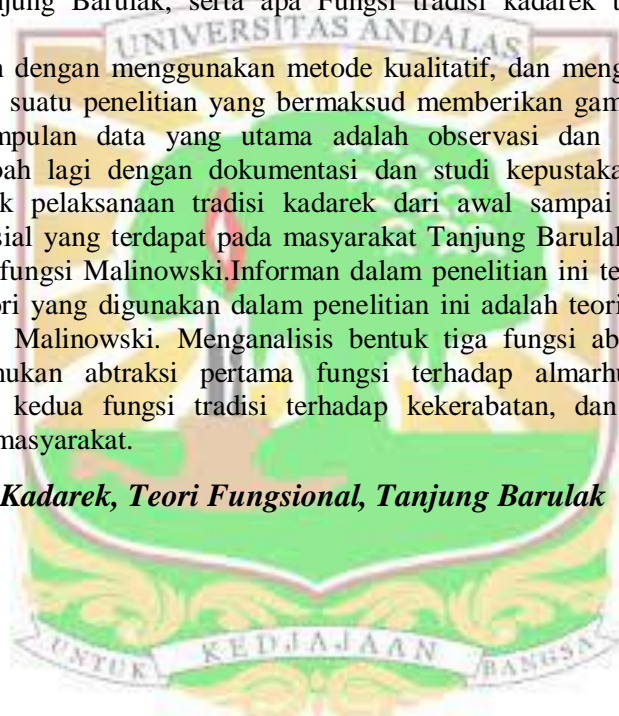 njung Barulak, serta apa Fungsi tradisi kadarek t
UNIVERSITAS ANDALAS
n dengan menggunakan metode kualitatif, dan meng
suatu penelitian yang bermaksud memberikan gam
mpulan data yang utama adalah observasi dan
bah lagi dengan dokumentasi dan studi kepustaka
k pelaksanaan tradisi kadarek dari awal sampai
sial yang terdapat pada masyarakat Tanjung Barulal
fungsi Malinowski.Informan dalam penelitian ini te
ori yang digunakan dalam penelitian ini adalah teori
Malinowski. Menganalisis bentuk tiga fungsi ab
mukan abtraksi pertama fungsi terhadap almarhu
kedua fungsi tradisi terhadap kekerabatan, dan
masyarakat.
Kadarek, Teori Fungsional, Tanjung Barulak
UNTUK KEDJAJAAN BANGSA